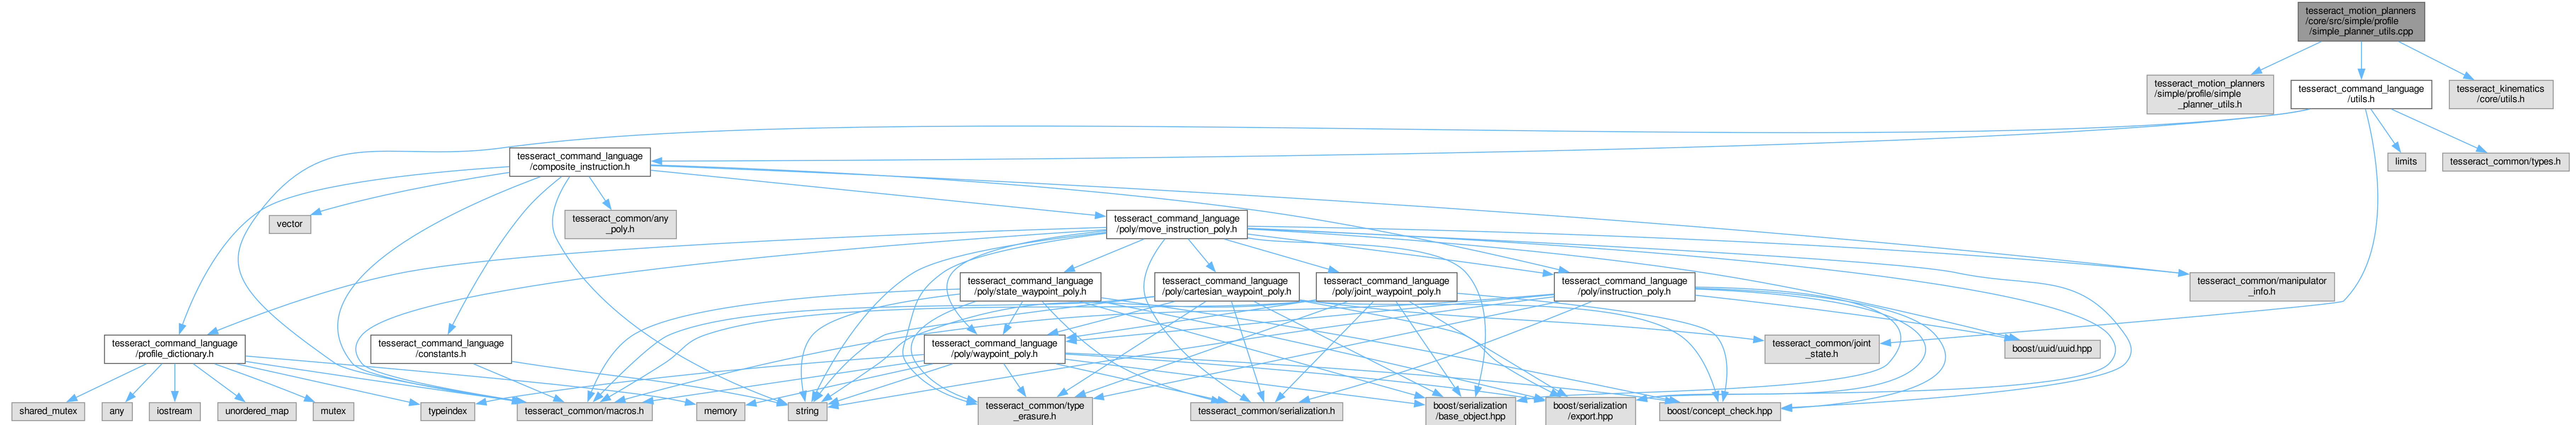 tesseract_motion_planners
/core/src/simple/profile
/simple_planner_utils.cpp
tesseract_motion_planners
/simple/profile/simple
_planner_utils.h
tesseract_command_language
/utils.h
tesseract_kinematics
/core/utils.h
tesseract_command_language
/composite_instruction.h
limits
tesseract_common/types.h
vector
tesseract_common/any
_poly.h
tesseract_command_language
/poly/move_instruction_poly.h
tesseract_command_language
/poly/state_waypoint_poly.h
tesseract_command_language
/poly/cartesian_waypoint_poly.h
tesseract_command_language
/poly/joint_waypoint_poly.h
tesseract_command_language
/poly/instruction_poly.h
tesseract_common/manipulator
_info.h
tesseract_command_language
/profile_dictionary.h
tesseract_command_language
/constants.h
tesseract_command_language
/poly/waypoint_poly.h
tesseract_common/joint
_state.h
boost/uuid/uuid.hpp
shared_mutex
any
iostream
unordered_map
mutex
typeindex
tesseract_common/macros.h
memory
string
tesseract_common/type
_erasure.h
tesseract_common/serialization.h
boost/serialization
/base_object.hpp
boost/serialization
/export.hpp
boost/concept_check.hpp